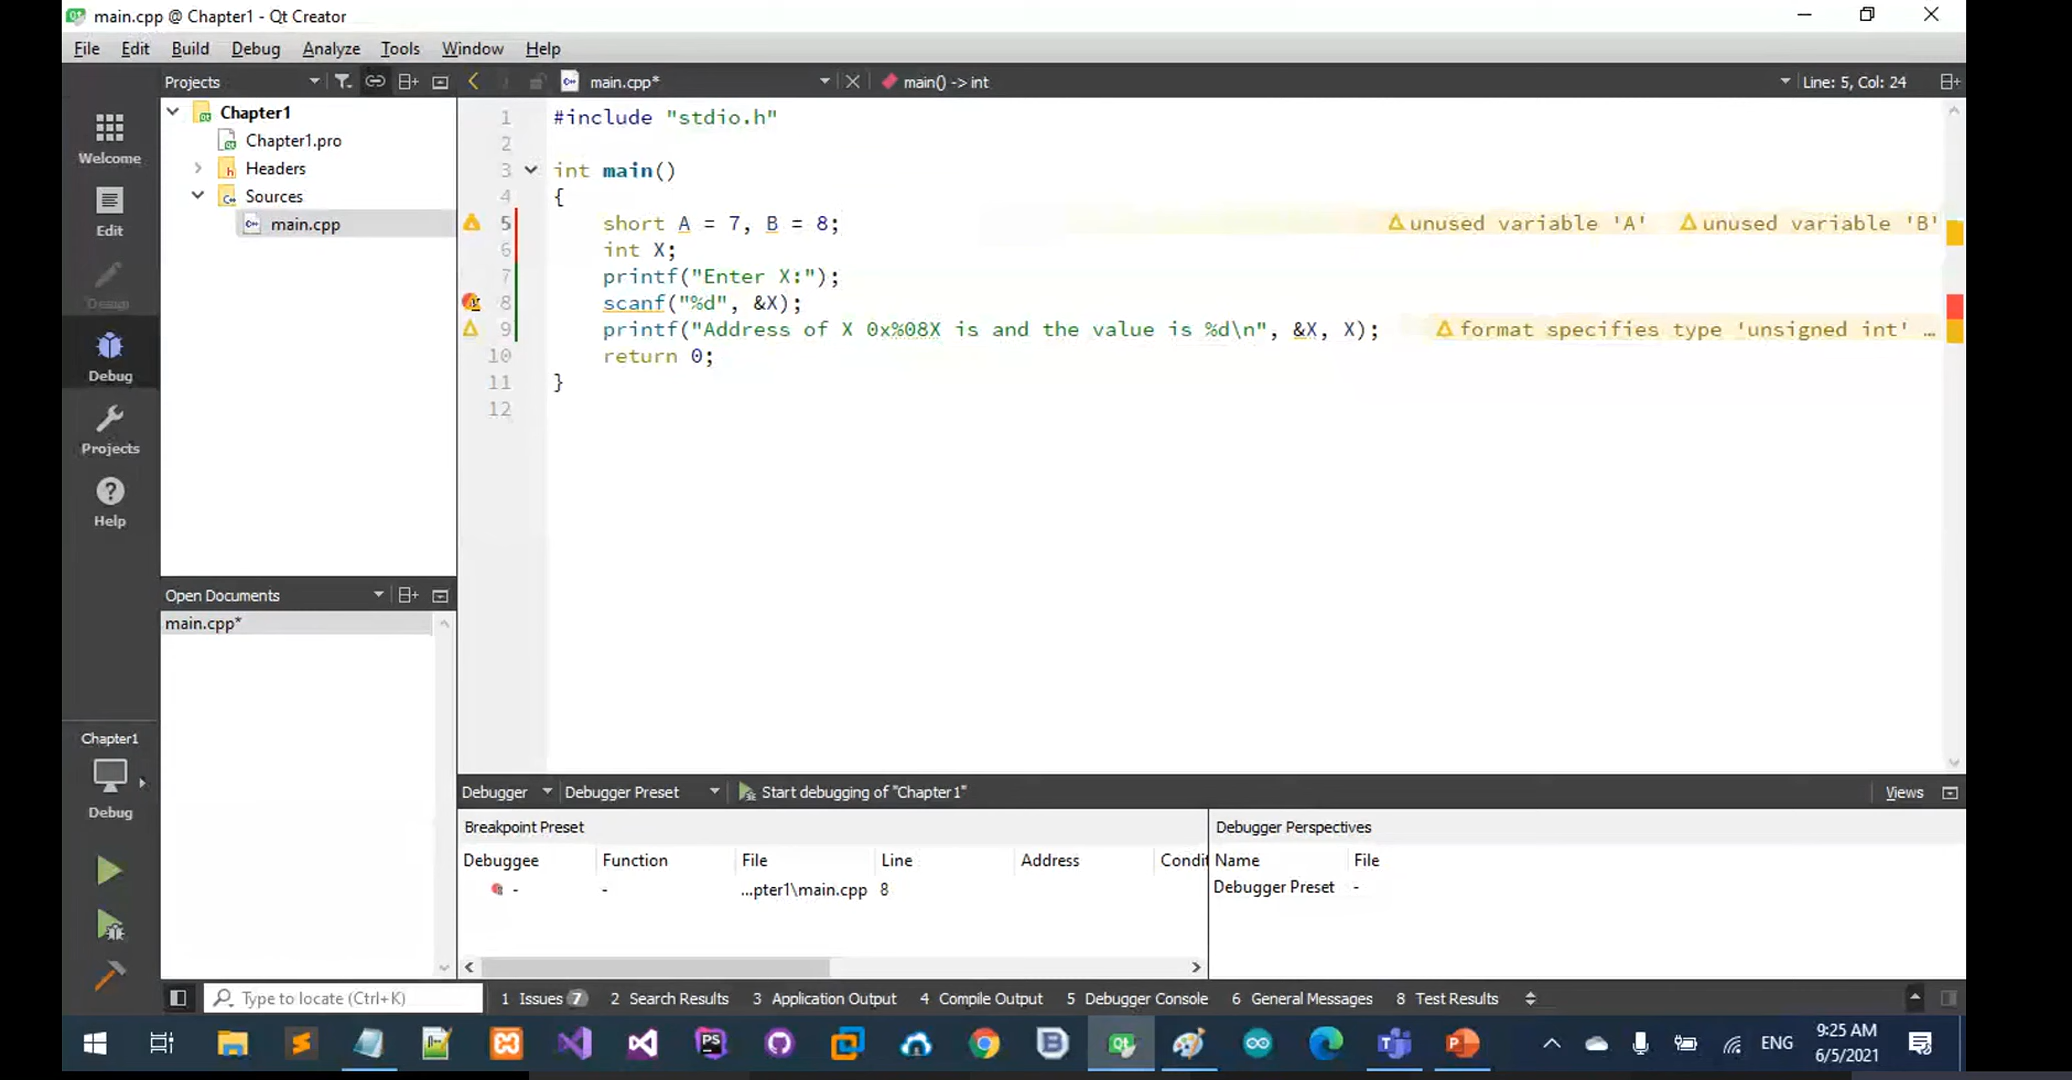 main.cpp @ Chapter1 - Qt Creator
File Edit Build Debug Analyze Tools Window Help
Projects
main.cpp*
main() -> int
Line: 5, Col: 24
Welcome
Edit
Design
Debug
Projects
Help
Chapter1
Chapter1.pro
Headers
Sources
main.cpp
1 #include "stdio.h"
2
3 int main()
4 {
5 short A = 7, B = 8; unused variable 'A' unused variable 'B'
6 int X;
7 printf("Enter X:");
8 scanf("%d", &X);
9 printf("Address of X 0x%08X is and the value is %d\n", &X, X); format specifies type 'unsigned int' …
10 return 0;
11 }
12
Open Documents
main.cpp*
Chapter1
Debug
Debugger Debugger Preset Start debugging of "Chapter1" Views
Breakpoint Preset
Debuggee Function File Line Address Condit
- - ...pter1\main.cpp 8
Debugger Perspectives
Name File
Debugger Preset -
Type to locate (Ctrl+K)
1 Issues 7 2 Search Results 3 Application Output 4 Compile Output 5 Debugger Console 6 General Messages 8 Test Results
PS
ENG
9:25 AM
6/5/2021